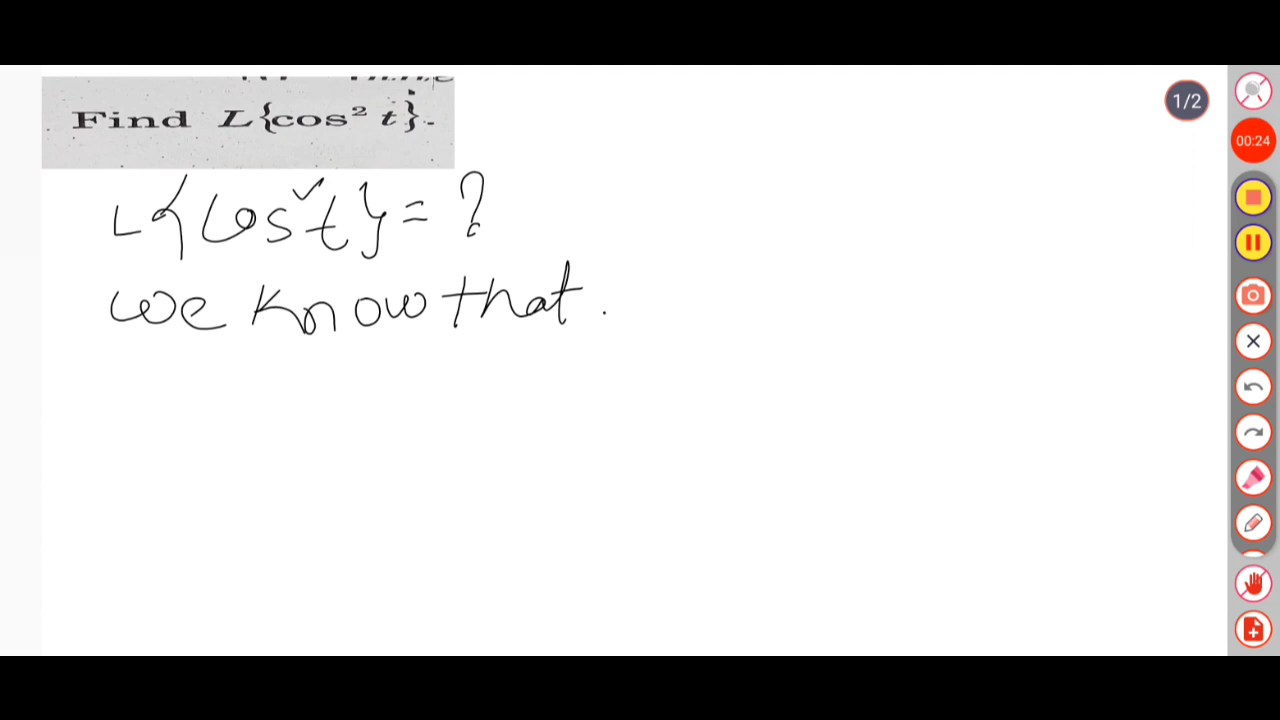 Find L{cos² t}.
L{cos²t} = ?
we know that.
1/2
00:24